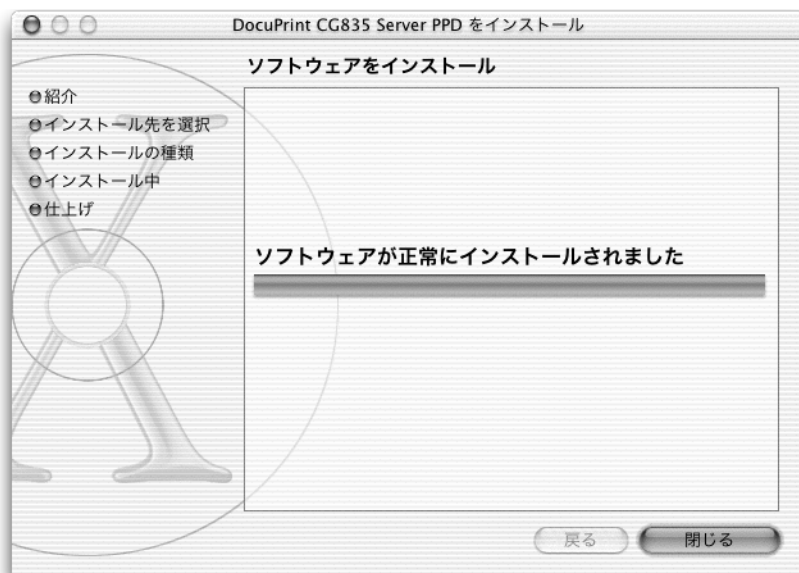 DocuPrint CG835 Server PPD をインストール
ソフトウェアをインストール
紹介
インストール先を選択
インストールの種類
インストール中
仕上げ
ソフトウェアが正常にインストールされました
戻る
閉じる